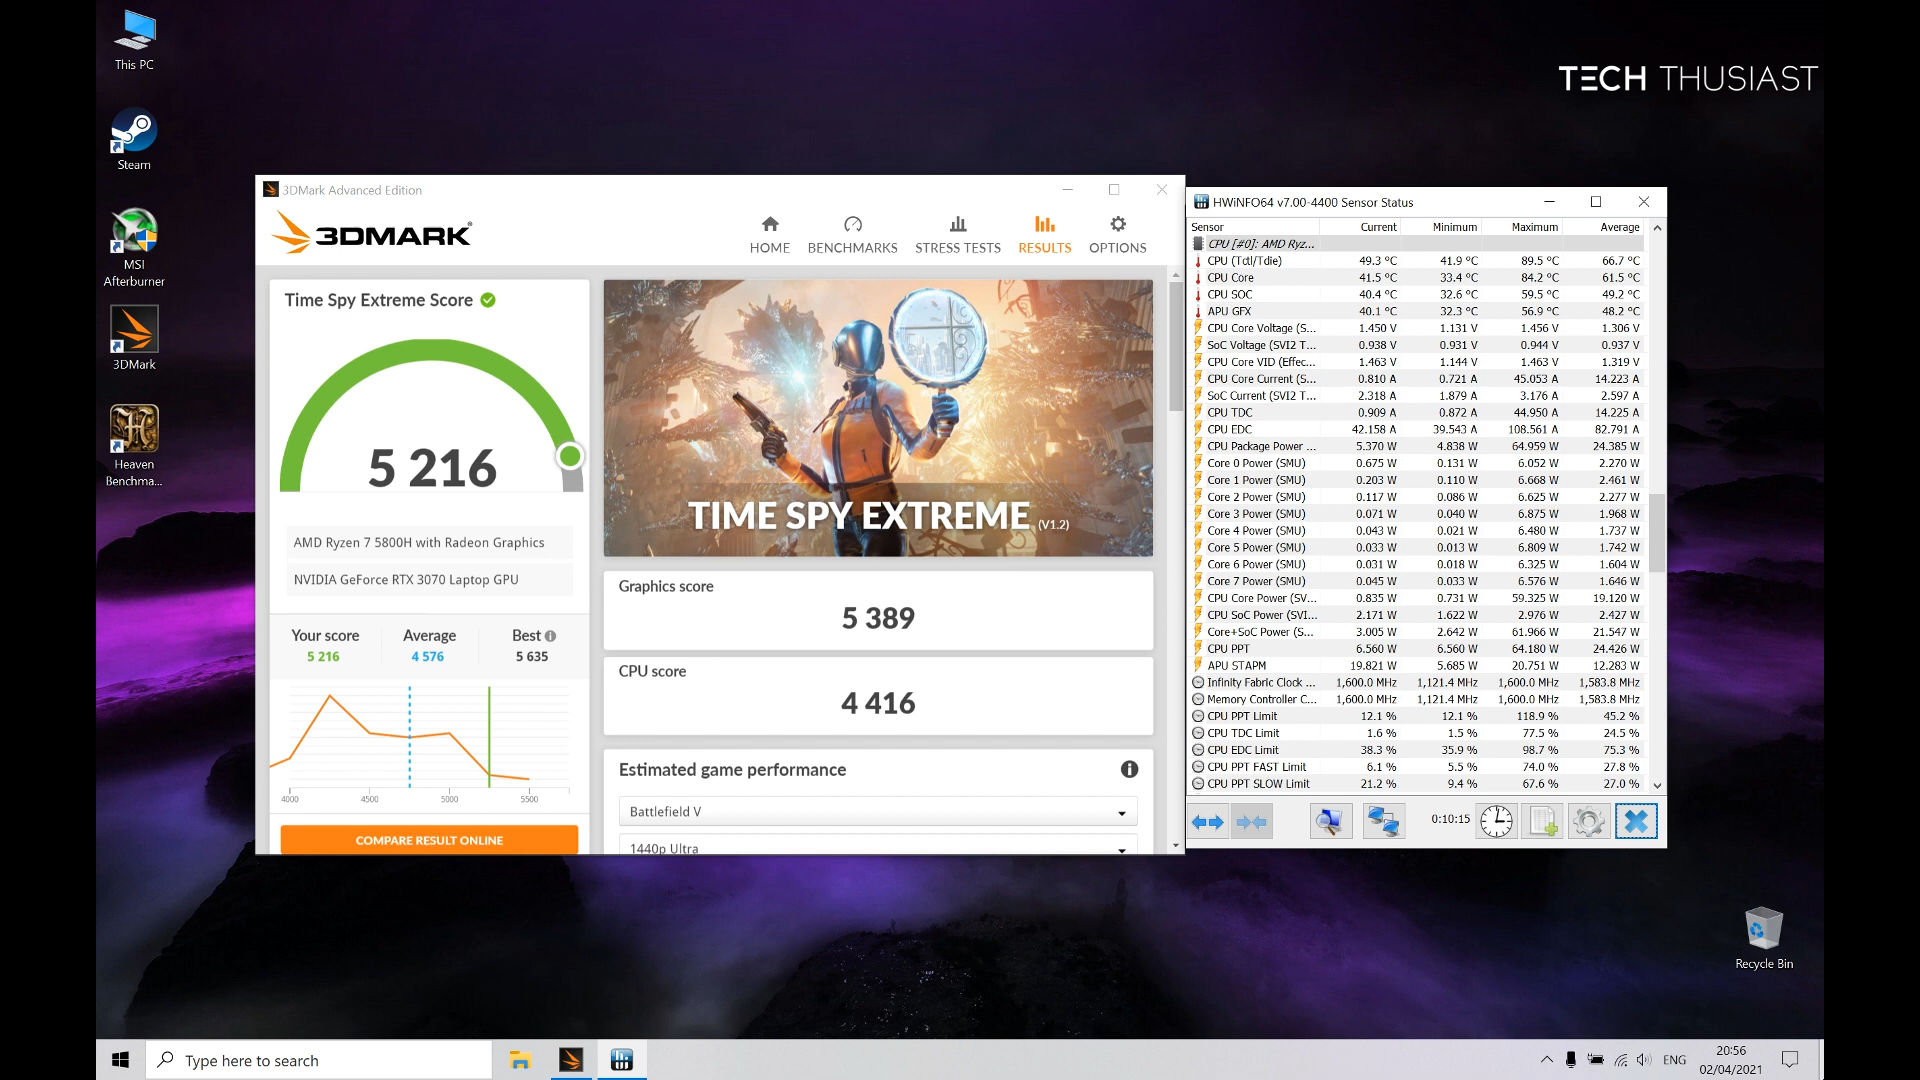 This PC
Steam
MSI
Afterburner
3DMark
Heaven
Benchma...
TECH THUSIAST
3DMark Advanced Edition
3DMARK®
HOME BENCHMARKS STRESS TESTS RESULTS OPTIONS
Time Spy Extreme Score
5 216
AMD Ryzen 7 5800H with Radeon Graphics
NVIDIA GeForce RTX 3070 Laptop GPU
Your score Average Best
5 216 4 576 5 635
4000 4500 5000 5500
COMPARE RESULT ONLINE
TIME SPY EXTREME (V1.2)
Graphics score
5 389
CPU score
4 416
Estimated game performance
Battlefield V
1440p Ultra
HWiNFO64 v7.00-4400 Sensor Status
Sensor Current Minimum Maximum Average
CPU [#0]: AMD Ryz...
CPU (Tctl/Tdie) 49.3 °C 41.9 °C 89.5 °C 66.7 °C
CPU Core 41.5 °C 33.4 °C 84.2 °C 61.5 °C
CPU SOC 40.4 °C 32.6 °C 59.5 °C 49.2 °C
APU GFX 40.1 °C 32.3 °C 56.9 °C 48.2 °C
CPU Core Voltage (S... 1.450 V 1.131 V 1.456 V 1.306 V
SoC Voltage (SVI2 T... 0.938 V 0.931 V 0.944 V 0.937 V
CPU Core VID (Effec... 1.463 V 1.144 V 1.463 V 1.319 V
CPU Core Current (S... 0.810 A 0.721 A 45.053 A 14.223 A
SoC Current (SVI2 T... 2.318 A 1.879 A 3.176 A 2.597 A
CPU TDC 0.909 A 0.872 A 44.950 A 14.225 A
CPU EDC 42.158 A 39.543 A 108.561 A 82.791 A
CPU Package Power ... 5.370 W 4.838 W 64.959 W 24.385 W
Core 0 Power (SMU) 0.675 W 0.131 W 6.052 W 2.270 W
Core 1 Power (SMU) 0.203 W 0.110 W 6.668 W 2.461 W
Core 2 Power (SMU) 0.117 W 0.086 W 6.625 W 2.277 W
Core 3 Power (SMU) 0.071 W 0.040 W 6.875 W 1.968 W
Core 4 Power (SMU) 0.043 W 0.021 W 6.480 W 1.737 W
Core 5 Power (SMU) 0.033 W 0.013 W 6.809 W 1.742 W
Core 6 Power (SMU) 0.031 W 0.018 W 6.325 W 1.604 W
Core 7 Power (SMU) 0.045 W 0.033 W 6.576 W 1.646 W
CPU Core Power (SV... 0.835 W 0.731 W 59.325 W 19.120 W
CPU SoC Power (SVI... 2.171 W 1.622 W 2.976 W 2.427 W
Core+SoC Power (S... 3.005 W 2.642 W 61.966 W 21.547 W
CPU PPT 6.560 W 6.560 W 64.180 W 24.426 W
APU STAPM 19.821 W 5.685 W 20.751 W 12.283 W
Infinity Fabric Clock ... 1,600.0 MHz 1,121.4 MHz 1,600.0 MHz 1,583.8 MHz
Memory Controller C... 1,600.0 MHz 1,121.4 MHz 1,600.0 MHz 1,583.8 MHz
CPU PPT Limit 12.1 % 12.1 % 118.9 % 45.2 %
CPU TDC Limit 1.6 % 1.5 % 77.5 % 24.5 %
CPU EDC Limit 38.3 % 35.9 % 98.7 % 75.3 %
CPU PPT FAST Limit 6.1 % 5.5 % 74.0 % 27.8 %
CPU PPT SLOW Limit 21.2 % 9.4 % 67.6 % 27.0 %
0:10:15
Recycle Bin
Type here to search
ENG
20:56
02/04/2021